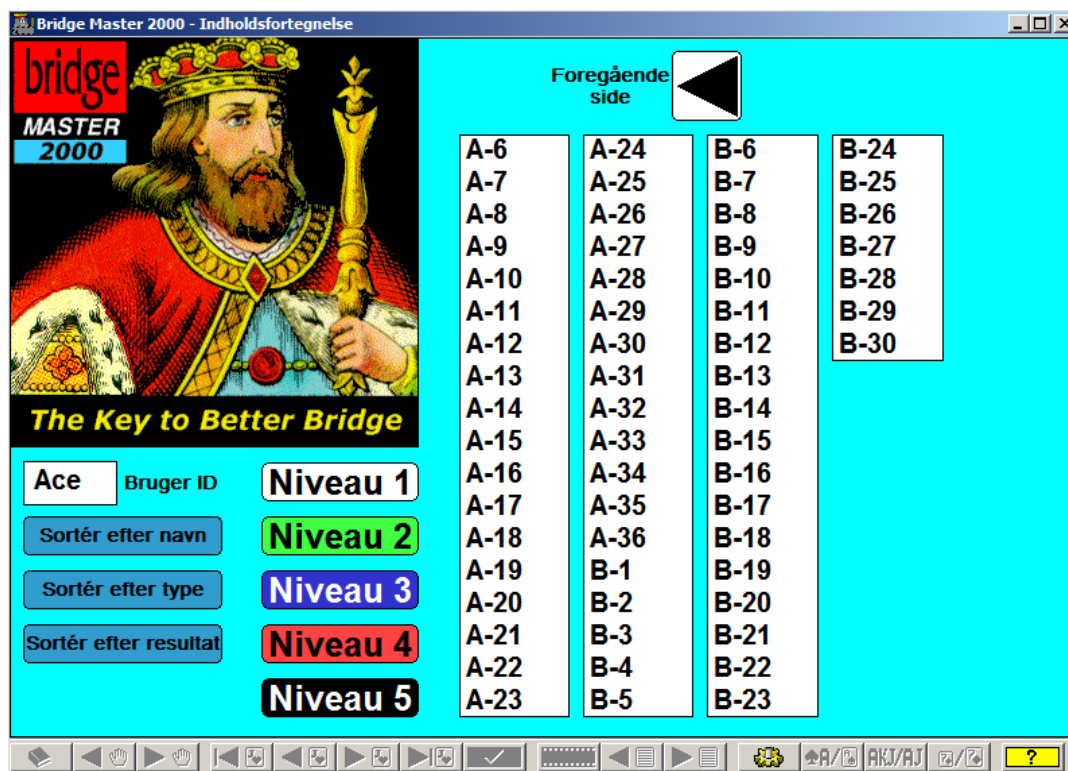 Bridge Master 2000 - Indholdsfortegnelse
bridge
MASTER
2000
The Key to Better Bridge
Ace
Bruger ID
Sortér efter navn
Sortér efter type
Sortér efter resultat
Niveau 1
Niveau 2
Niveau 3
Niveau 4
Niveau 5
Foregående
side
A-6
A-7
A-8
A-9
A-10
A-11
A-12
A-13
A-14
A-15
A-16
A-17
A-18
A-19
A-20
A-21
A-22
A-23
A-24
A-25
A-26
A-27
A-28
A-29
A-30
A-31
A-32
A-33
A-34
A-35
A-36
B-1
B-2
B-3
B-4
B-5
B-6
B-7
B-8
B-9
B-10
B-11
B-12
B-13
B-14
B-15
B-16
B-17
B-18
B-19
B-20
B-21
B-22
B-23
B-24
B-25
B-26
B-27
B-28
B-29
B-30
♠A/
AKJ/AJ
?